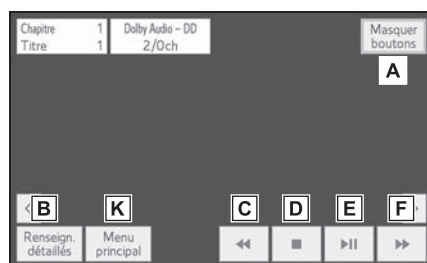 Chapitre 1
Titre 1
Dolby Audio – DD
2/0ch
Masquer
boutons
A
B
K
C
D
E
F
Renseign.
détaillés
Menu
principal